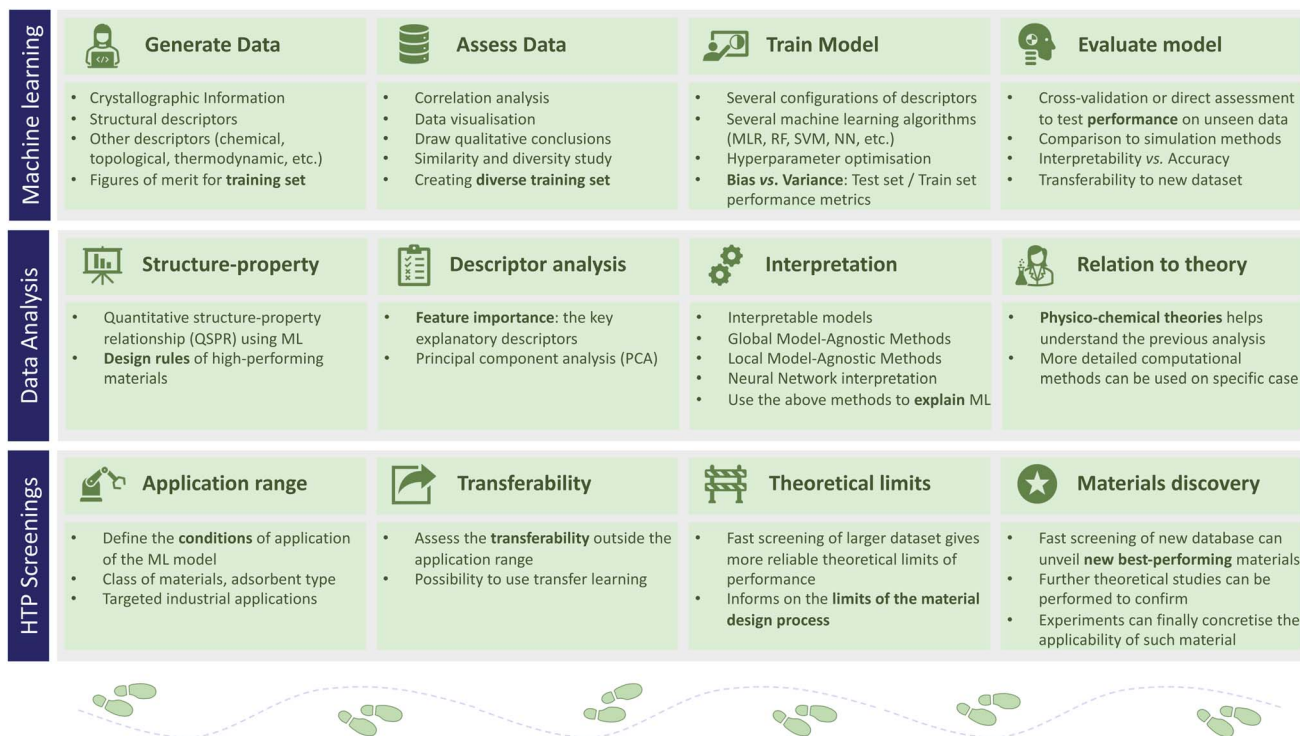 Machine learning
Generate Data
• Crystallographic Information
• Structural descriptors
• Other descriptors (chemical,
topological, thermodynamic, etc.)
• Figures of merit for training set
Assess Data
• Correlation analysis
• Data visualisation
• Draw qualitative conclusions
• Similarity and diversity study
• Creating diverse training set
Train Model
• Several configurations of descriptors
• Several machine learning algorithms
(MLR, RF, SVM, NN, etc.)
• Hyperparameter optimisation
• Bias vs. Variance: Test set / Train set
performance metrics
Evaluate model
• Cross-validation or direct assessment
to test performance on unseen data
• Comparison to simulation methods
• Interpretability vs. Accuracy
• Transferability to new dataset
Data Analysis
Structure-property
• Quantitative structure-property
relationship (QSPR) using ML
• Design rules of high-performing
materials
Descriptor analysis
• Feature importance: the key
explanatory descriptors
• Principal component analysis (PCA)
Interpretation
• Interpretable models
• Global Model-Agnostic Methods
• Local Model-Agnostic Methods
• Neural Network interpretation
• Use the above methods to explain ML
Relation to theory
• Physico-chemical theories helps
understand the previous analysis
• More detailed computational
methods can be used on specific case
HTP Screenings
Application range
• Define the conditions of application
of the ML model
• Class of materials, adsorbent type
• Targeted industrial applications
Transferability
• Assess the transferability outside the
application range
• Possibility to use transfer learning
Theoretical limits
• Fast screening of larger dataset gives
more reliable theoretical limits of
performance
• Informs on the limits of the material
design process
Materials discovery
• Fast screening of new database can
unveil new best-performing materials
• Further theoretical studies can be
performed to confirm
• Experiments can finally concretise the
applicability of such material